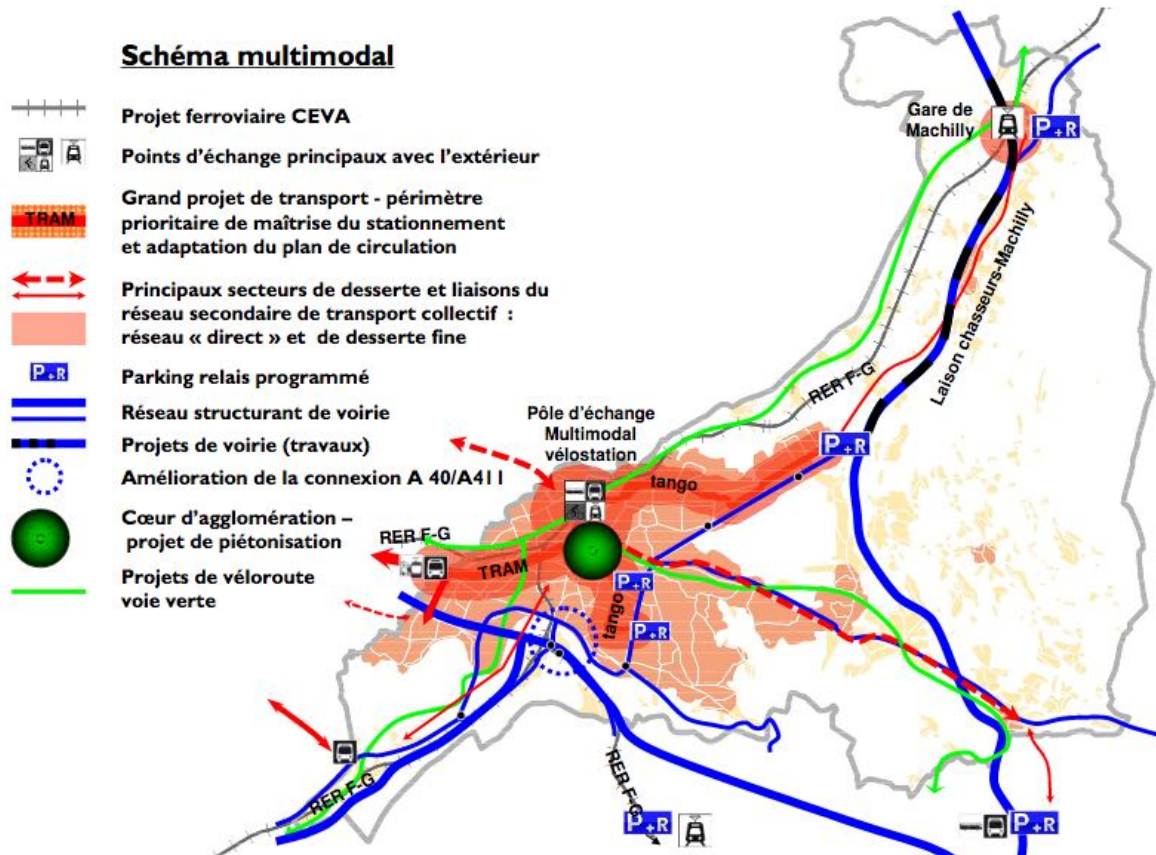 Schéma multimodal
Projet ferroviaire CEVA
Points d'échange principaux avec l'extérieur
TRAM
Grand projet de transport - périmètre
prioritaire de maîtrise du stationnement
et adaptation du plan de circulation
Principaux secteurs de desserte et liaisons du
réseau secondaire de transport collectif :
réseau « direct » et de desserte fine
P+R
Parking relais programmé
Réseau structurant de voirie
Projets de voirie (travaux)
Amélioration de la connexion A 40/A411
Cœur d'agglomération –
projet de piétonisation
Projets de véloroute
voie verte
Gare de
Machilly
P+R
Laison chasseurs-Machilly
RER F-G
Pôle d'échange
Multimodal
vélostation
P+R
tango
RER F-G
TRAM
P+R
tango
P+R
RER F-G
RER F-G
P+R
P+R